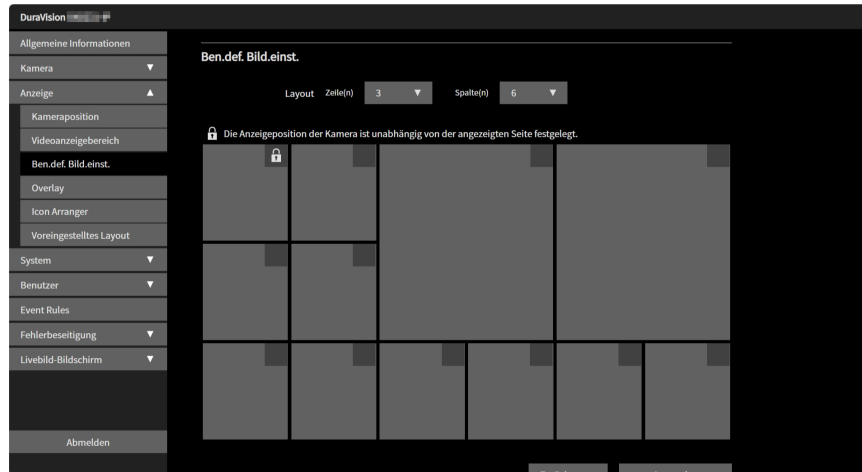 DuraVision
Allgemeine Informationen
Kamera
Anzeige
Kameraposition
Videoanzeigebereich
Ben.def. Bild.einst.
Overlay
Icon Arranger
Voreingestelltes Layout
System
Benutzer
Event Rules
Fehlerbeseitigung
Livebild-Bildschirm
Abmelden
Ben.def. Bild.einst.
Layout Zeile(n) 3 Spalte(n) 6
Die Anzeigeposition der Kamera ist unabhängig von der angezeigten Seite festgelegt.